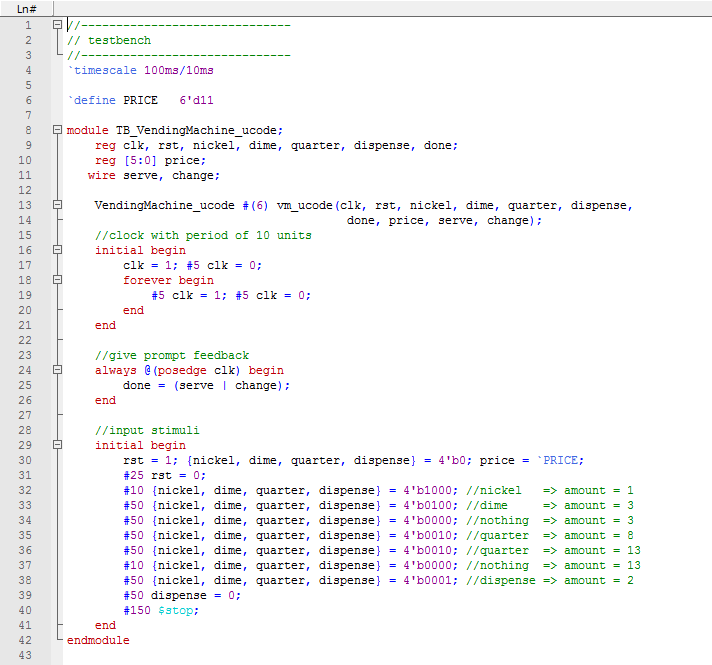 Ln#
1 //------------------------------
2 // testbench
3 //------------------------------
4 `timescale 100ms/10ms
5
6 `define PRICE   6'd11
7
8 module TB_VendingMachine_ucode;
9     reg clk, rst, nickel, dime, quarter, dispense, done;
10     reg [5:0] price;
11    wire serve, change;
12
13     VendingMachine_ucode #(6) vm_ucode(clk, rst, nickel, dime, quarter, dispense,
14                                         done, price, serve, change);
15     //clock with period of 10 units
16     initial begin
17         clk = 1; #5 clk = 0;
18         forever begin
19             #5 clk = 1; #5 clk = 0;
20         end
21     end
22
23     //give prompt feedback
24     always @(posedge clk) begin
25         done = (serve | change);
26     end
27
28     //input stimuli
29     initial begin
30         rst = 1; {nickel, dime, quarter, dispense} = 4'b0; price = `PRICE;
31         #25 rst = 0;
32         #10 {nickel, dime, quarter, dispense} = 4'b1000; //nickel   => amount = 1
33         #50 {nickel, dime, quarter, dispense} = 4'b0100; //dime     => amount = 3
34         #50 {nickel, dime, quarter, dispense} = 4'b0000; //nothing  => amount = 3
35         #50 {nickel, dime, quarter, dispense} = 4'b0010; //quarter  => amount = 8
36         #50 {nickel, dime, quarter, dispense} = 4'b0010; //quarter  => amount = 13
37         #10 {nickel, dime, quarter, dispense} = 4'b0000; //nothing  => amount = 13
38         #50 {nickel, dime, quarter, dispense} = 4'b0001; //dispense => amount = 2
39         #50 dispense = 0;
40         #150 $stop;
41     end
42 endmodule
43